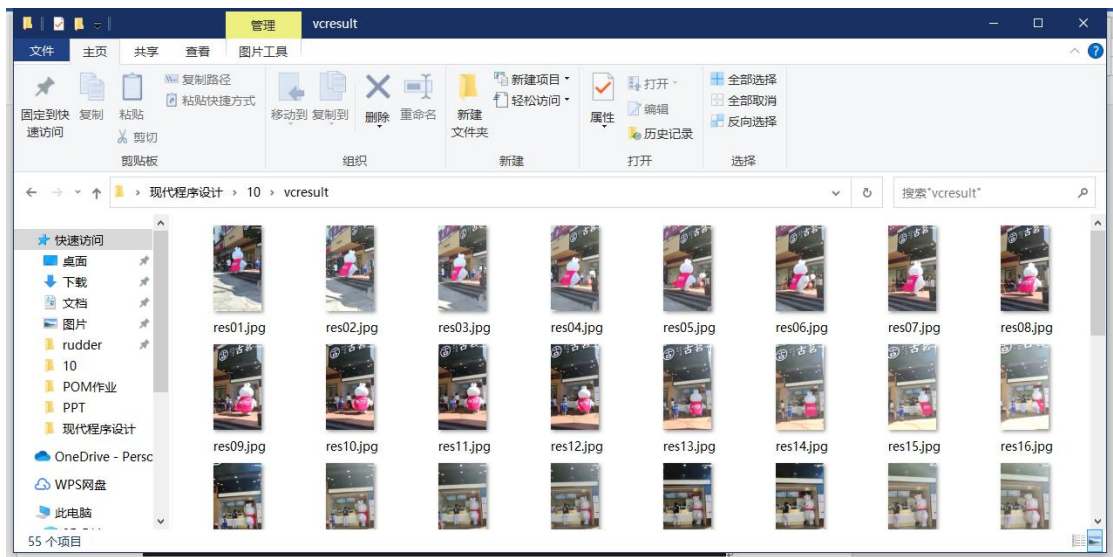 管理 vcresult
文件 主页 共享 查看 图片工具
固定到快速访问
复制
粘贴
复制路径
粘贴快捷方式
剪切
剪贴板
移动到 复制到 删除 重命名
组织
新建文件夹
新建项目
轻松访问
新建
属性
打开
编辑
历史记录
打开
全部选择
全部取消
反向选择
选择
现代程序设计 › 10 › vcresult
搜索"vcresult"
快速访问
桌面
下载
文档
图片
rudder
10
POM作业
PPT
现代程序设计
OneDrive - Persc
WPS网盘
此电脑
res01.jpg res02.jpg res03.jpg res04.jpg res05.jpg res06.jpg res07.jpg res08.jpg
res09.jpg res10.jpg res11.jpg res12.jpg res13.jpg res14.jpg res15.jpg res16.jpg
55 个项目